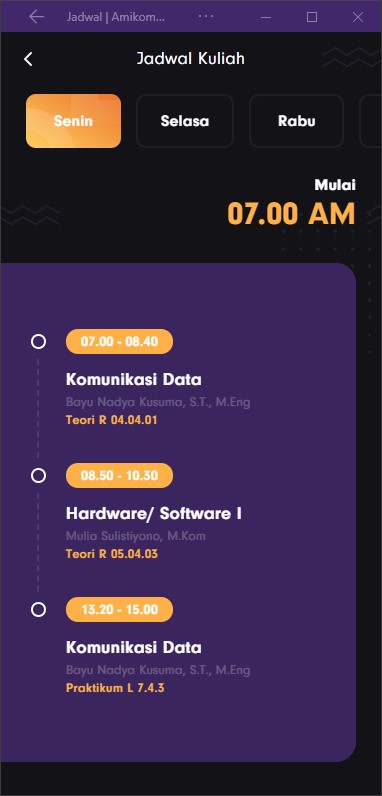 Jadwal | Amikom...
Jadwal Kuliah
Senin
Selasa
Rabu
Mulai
07.00 AM
07.00 - 08.40
Komunikasi Data
Bayu Nadya Kusuma, S.T., M.Eng
Teori R 04.04.01
08.50 - 10.30
Hardware/ Software I
Mulia Sulistiyono, M.Kom
Teori R 05.04.03
13.20 - 15.00
Komunikasi Data
Bayu Nadya Kusuma, S.T., M.Eng
Praktikum L 7.4.3